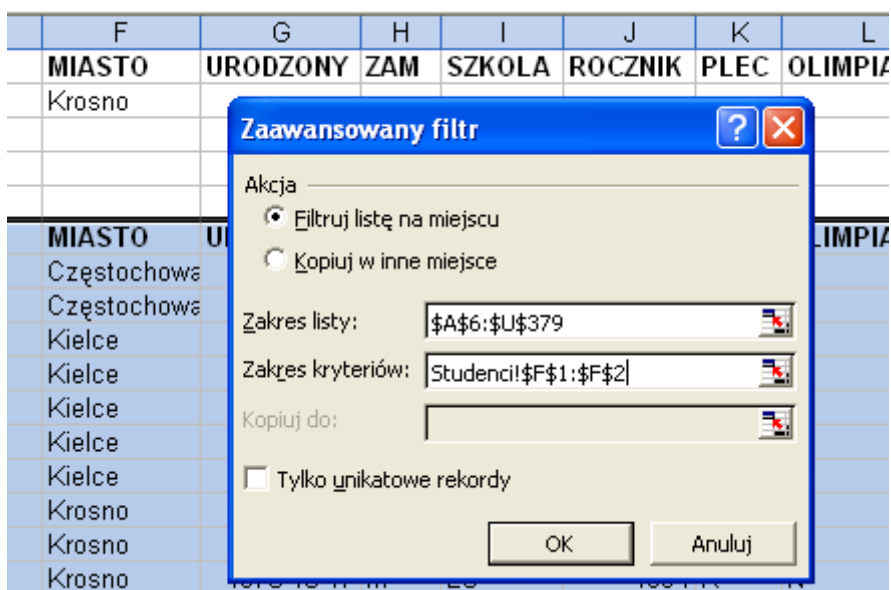 F G H I J K L
MIASTO URODZONY ZAM SZKOLA ROCZNIK PLEC OLIMPIA
Krosno
Zaawansowany filtr
Akcja
Filtruj listę na miejscu
Kopiuj w inne miejsce
Zakres listy: $A$6:$U$379
Zakres kryteriów: Studenci!$F$1:$F$2
Kopiuj do:
Tylko unikatowe rekordy
OK Anuluj
MIASTO
Częstochowa
Częstochowa
Kielce
Kielce
Kielce
Kielce
Kielce
Krosno
Krosno
Krosno